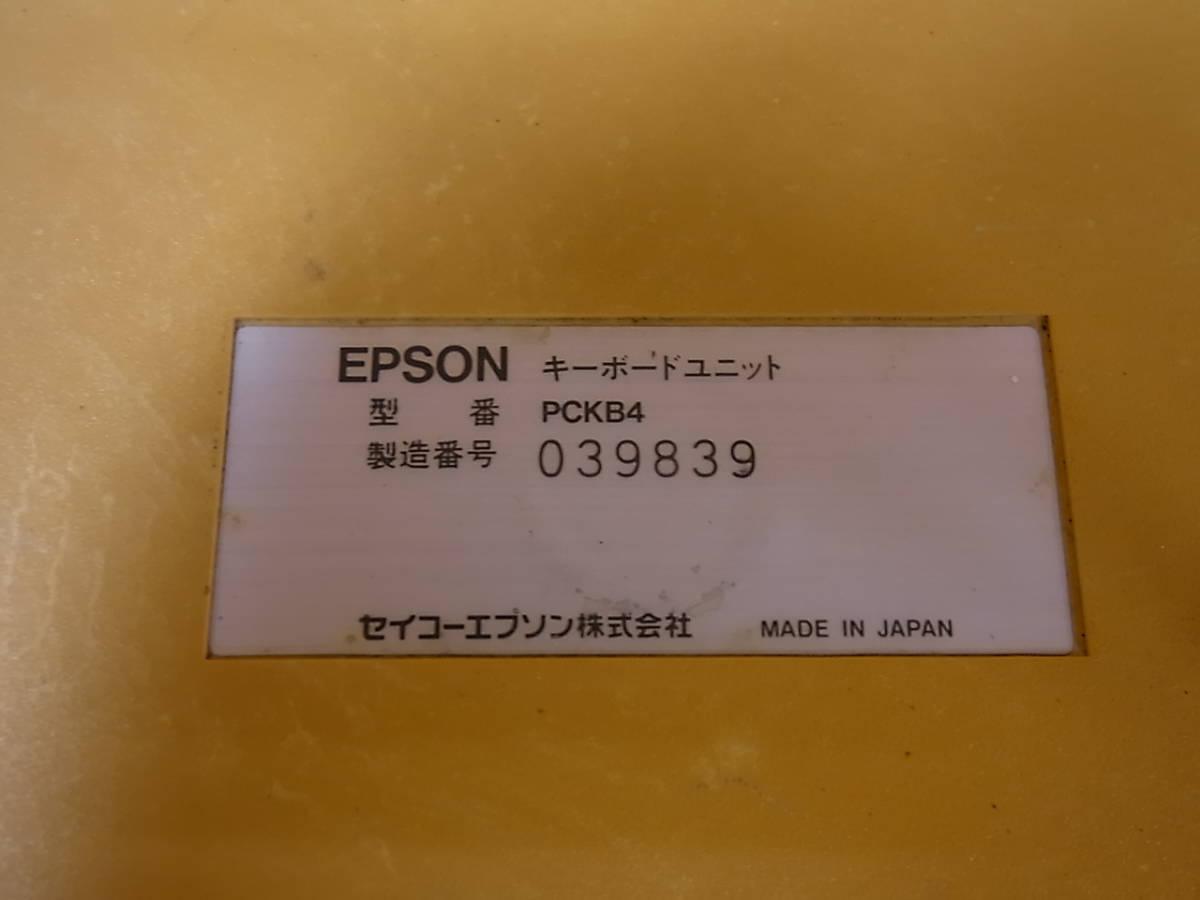 EPSON キーボードユニット
型 番 PCKB4
製造番号 039839
セイコーエプソン株式会社 MADE IN JAPAN